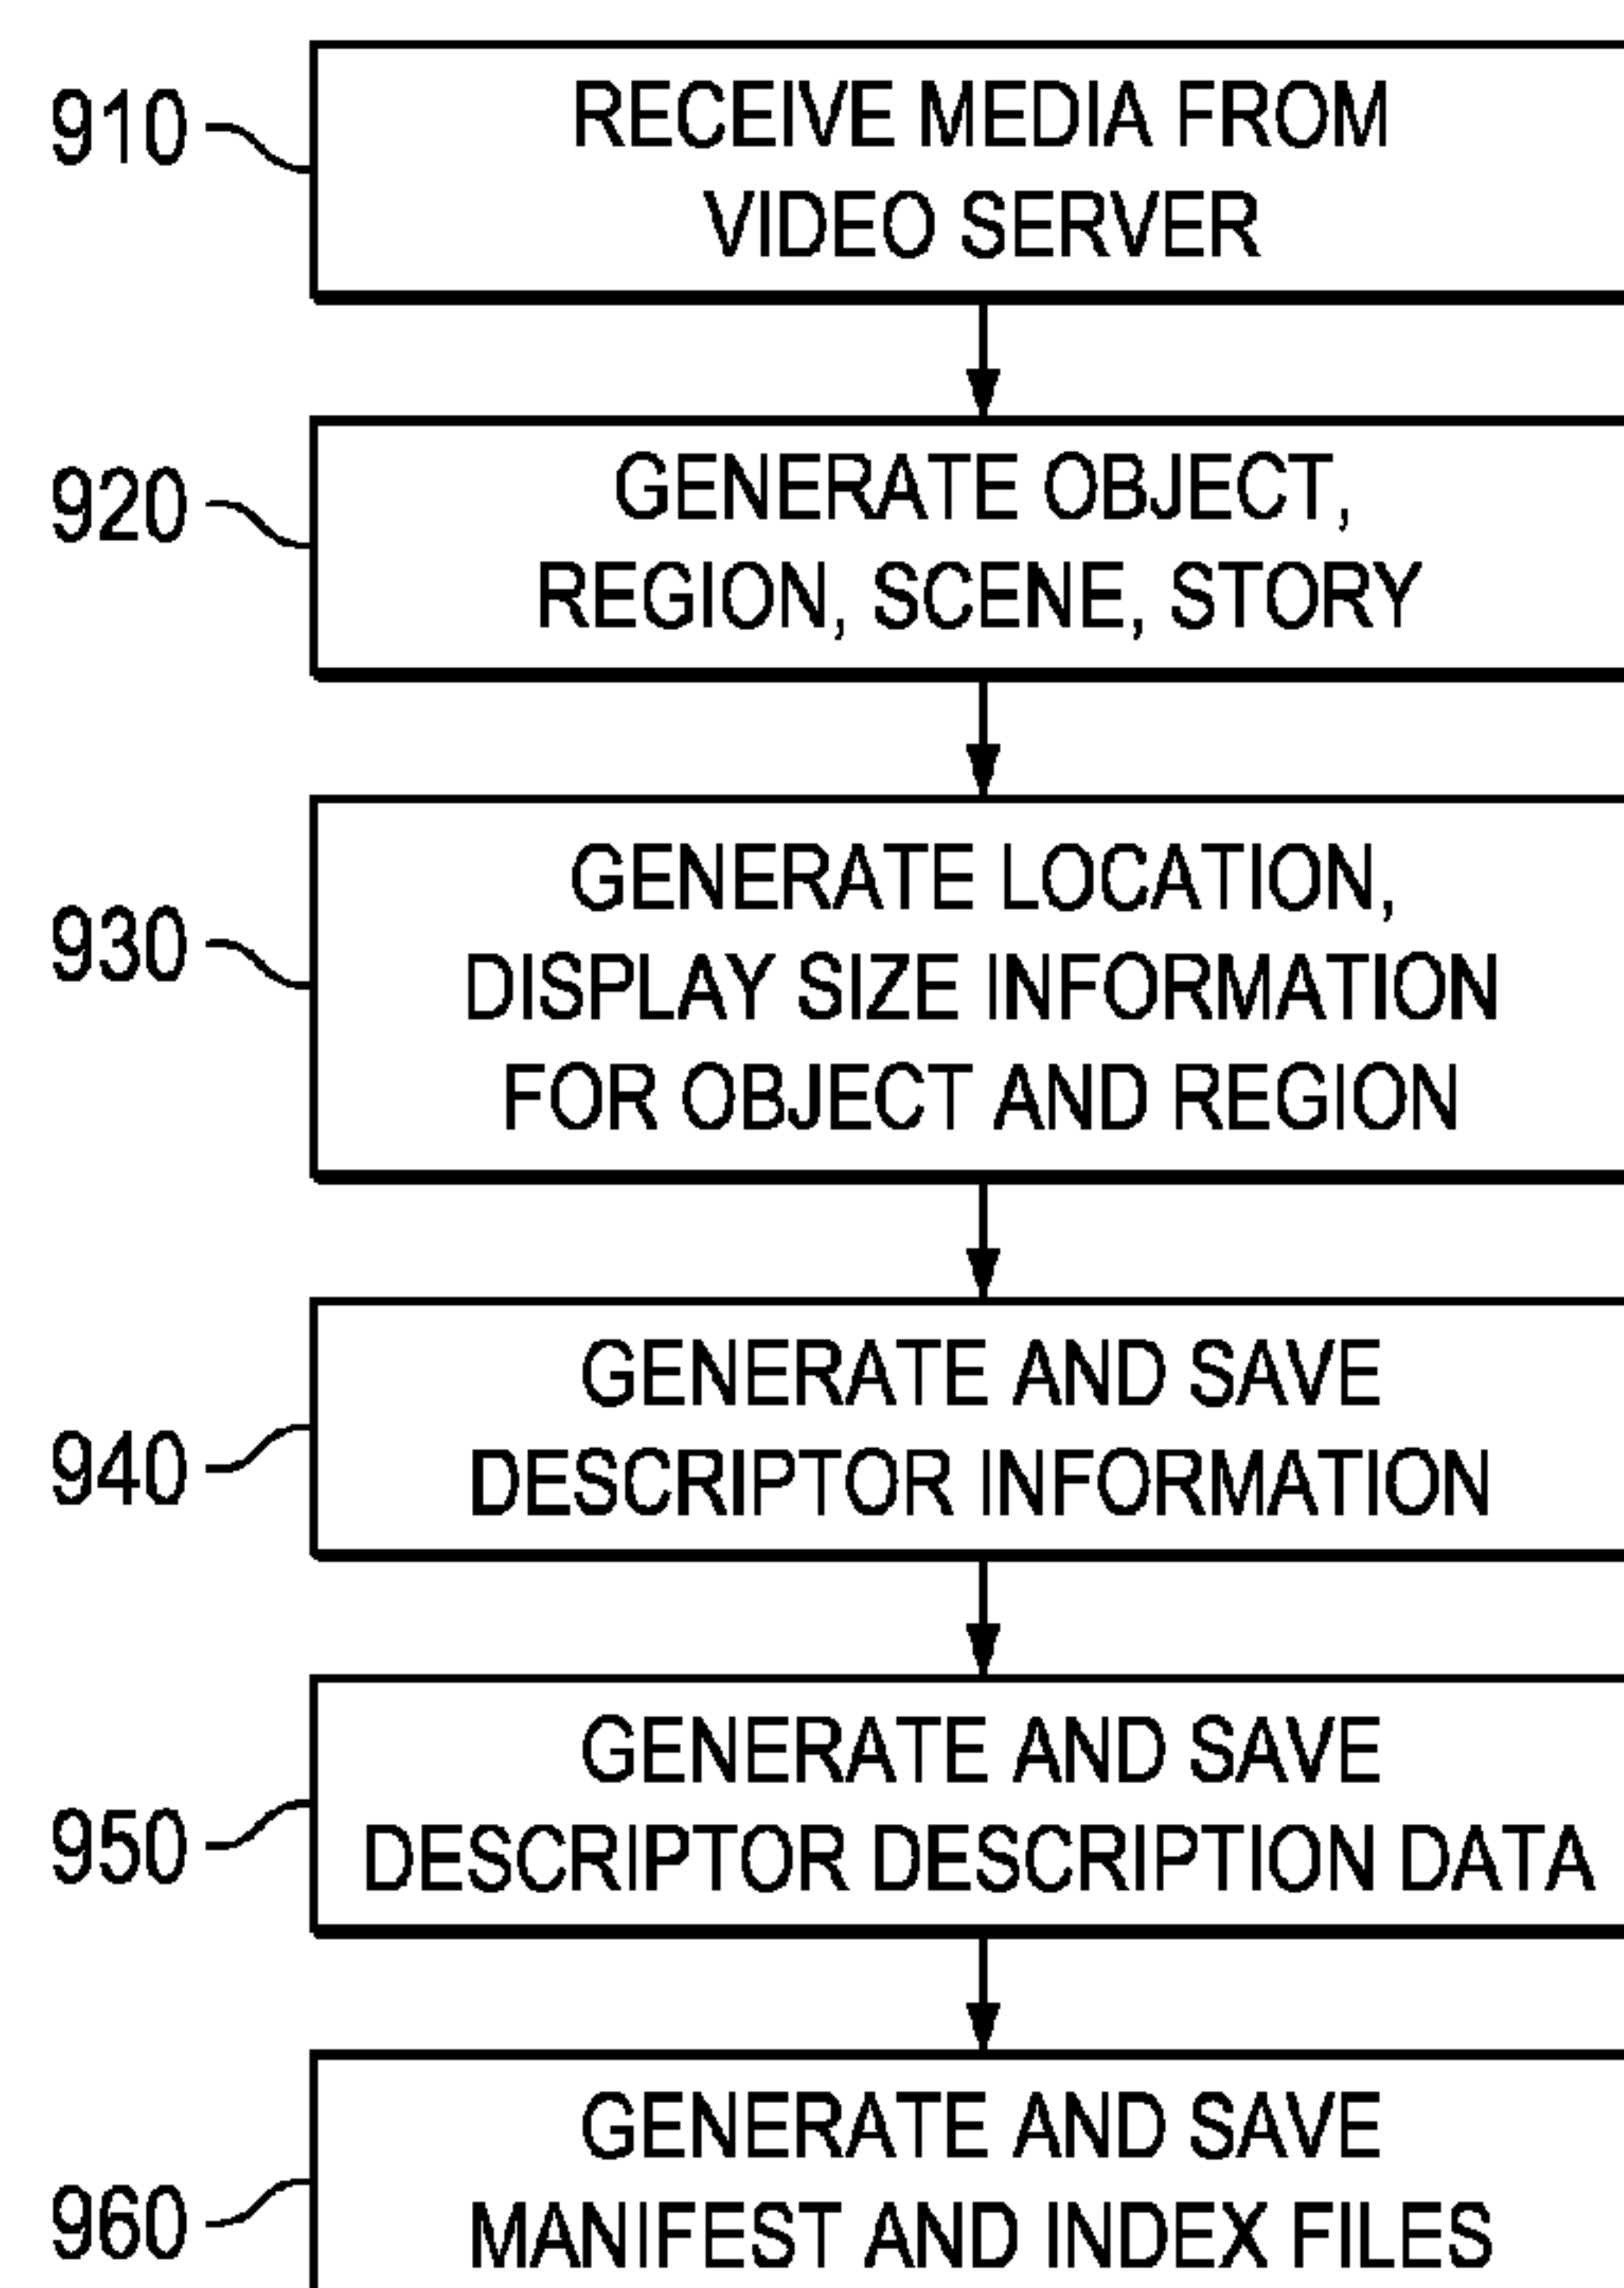 910
RECEIVE MEDIA FROM
VIDEO SERVER
920
GENERATE OBJECT,
REGION, SCENE, STORY
930
GENERATE LOCATION,
DISPLAY SIZE INFORMATION
FOR OBJECT AND REGION
940
GENERATE AND SAVE
DESCRIPTOR INFORMATION
950
GENERATE AND SAVE
DESCRIPTOR DESCRIPTION DATA
960
GENERATE AND SAVE
MANIFEST AND INDEX FILES